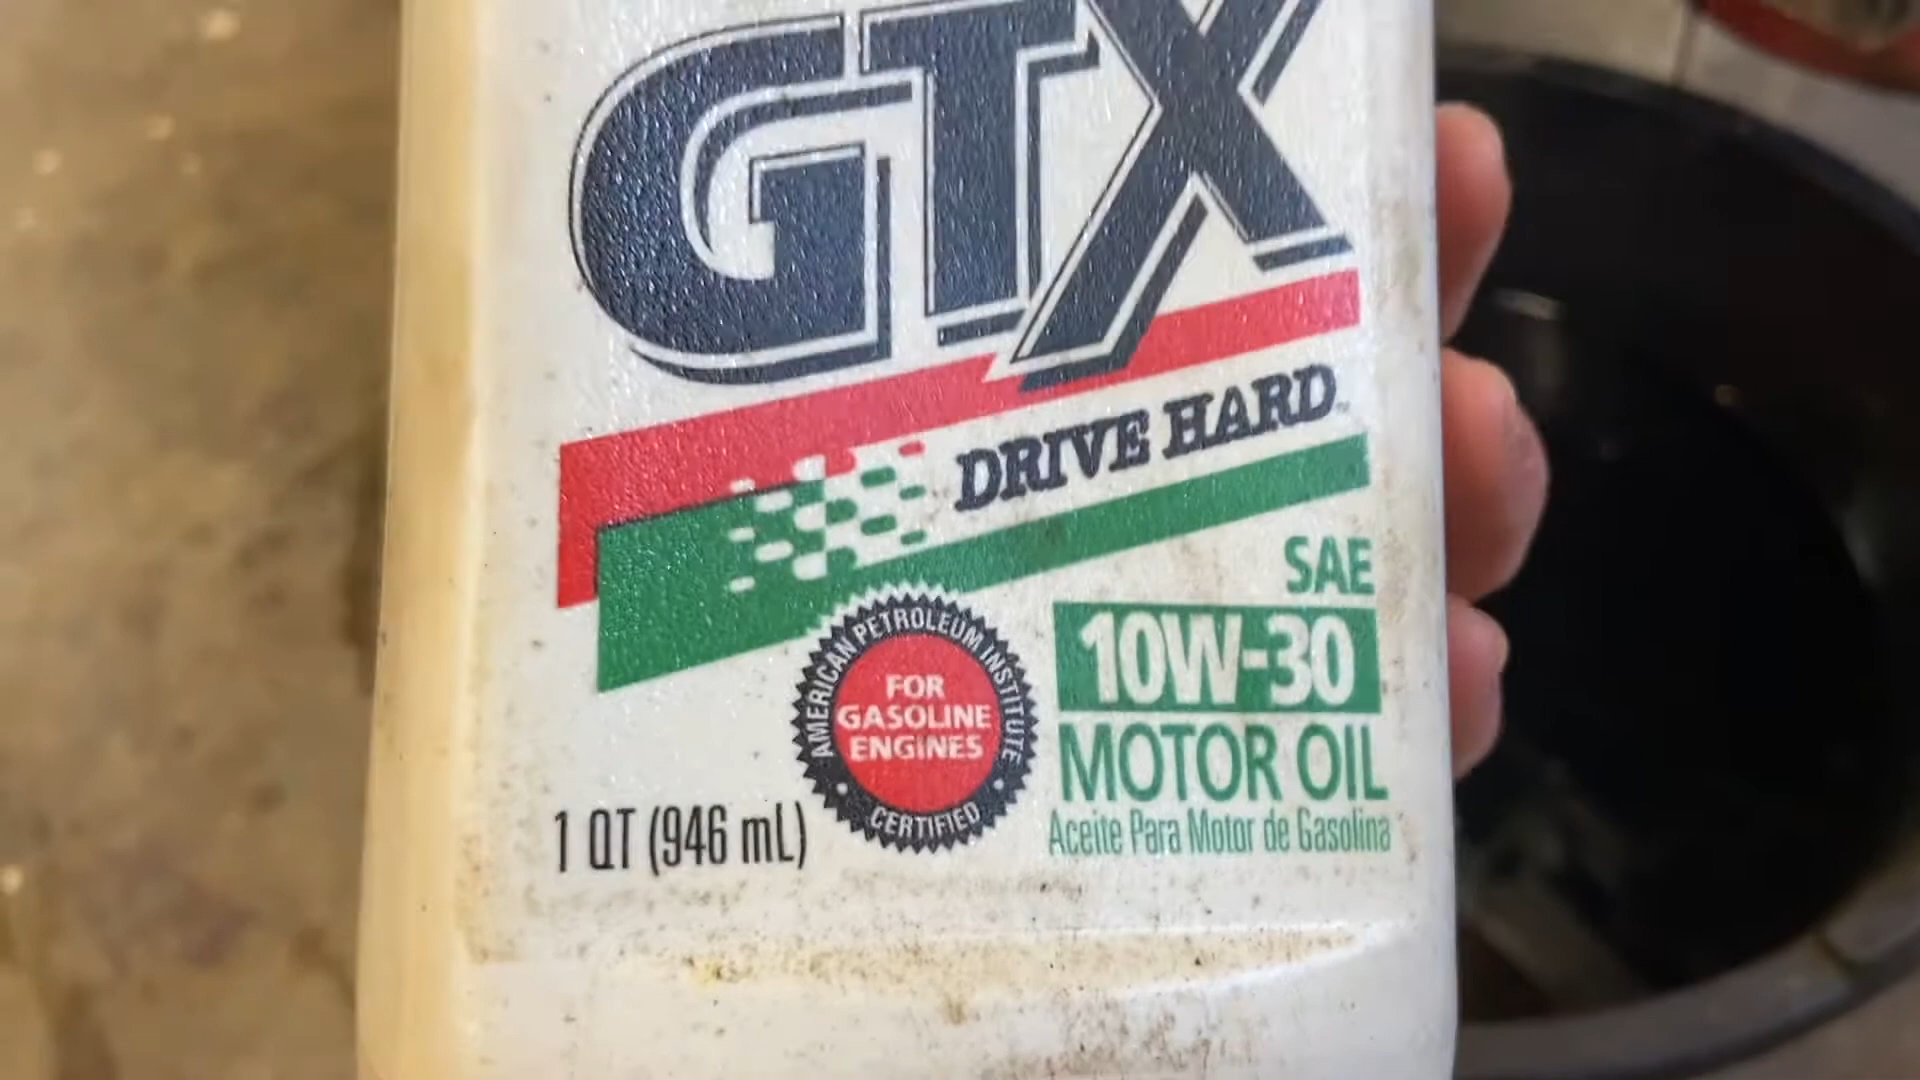 GTX
DRIVE HARD
SAE
10W-30
MOTOR OIL
Aceite Para Motor de Gasolina
AMERICAN PETROLEUM INSTITUTE
FOR
GASOLINE
ENGINES
CERTIFIED
1 QT (946 mL)